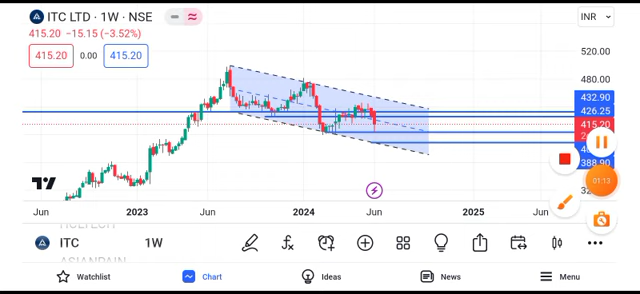 ITC LTD · 1W · NSE
INR
415.20 −15.15 (−3.52%)
415.20 0.00 415.20
520.00
480.00
432.90
426.25
415.20
388.90
Jun 2023 Jun 2024 Jun 2025 Jun
01:13
ITC 1W
ASIANPAIN
Watchlist Chart Ideas News Menu